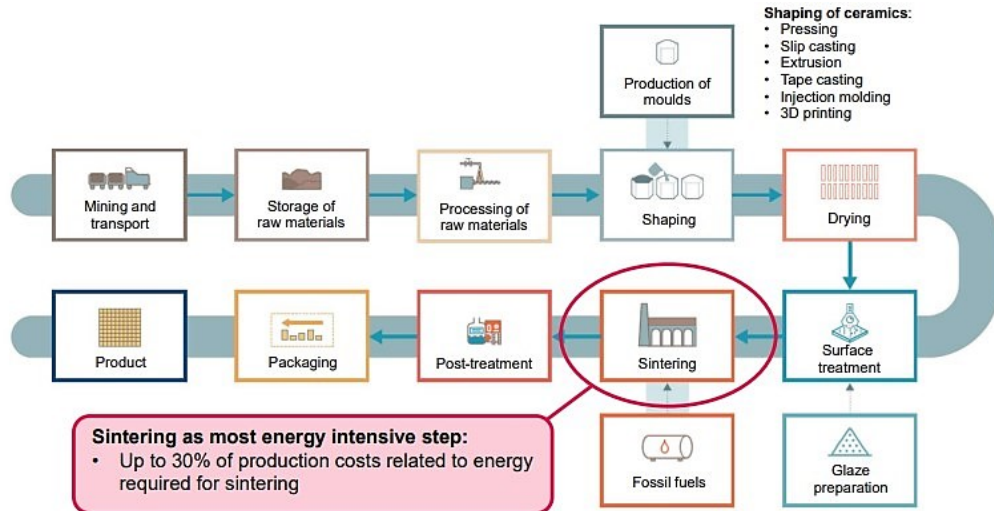 Shaping of ceramics:
• Pressing
• Slip casting
• Extrusion
• Tape casting
• Injection molding
• 3D printing
Production of
moulds
Mining and
transport
Storage of
raw materials
Processing of
raw materials
Shaping
Drying
Product
Packaging
Post-treatment
Sintering
Surface
treatment
Sintering as most energy intensive step:
• Up to 30% of production costs related to energy
required for sintering
Fossil fuels
Glaze
preparation